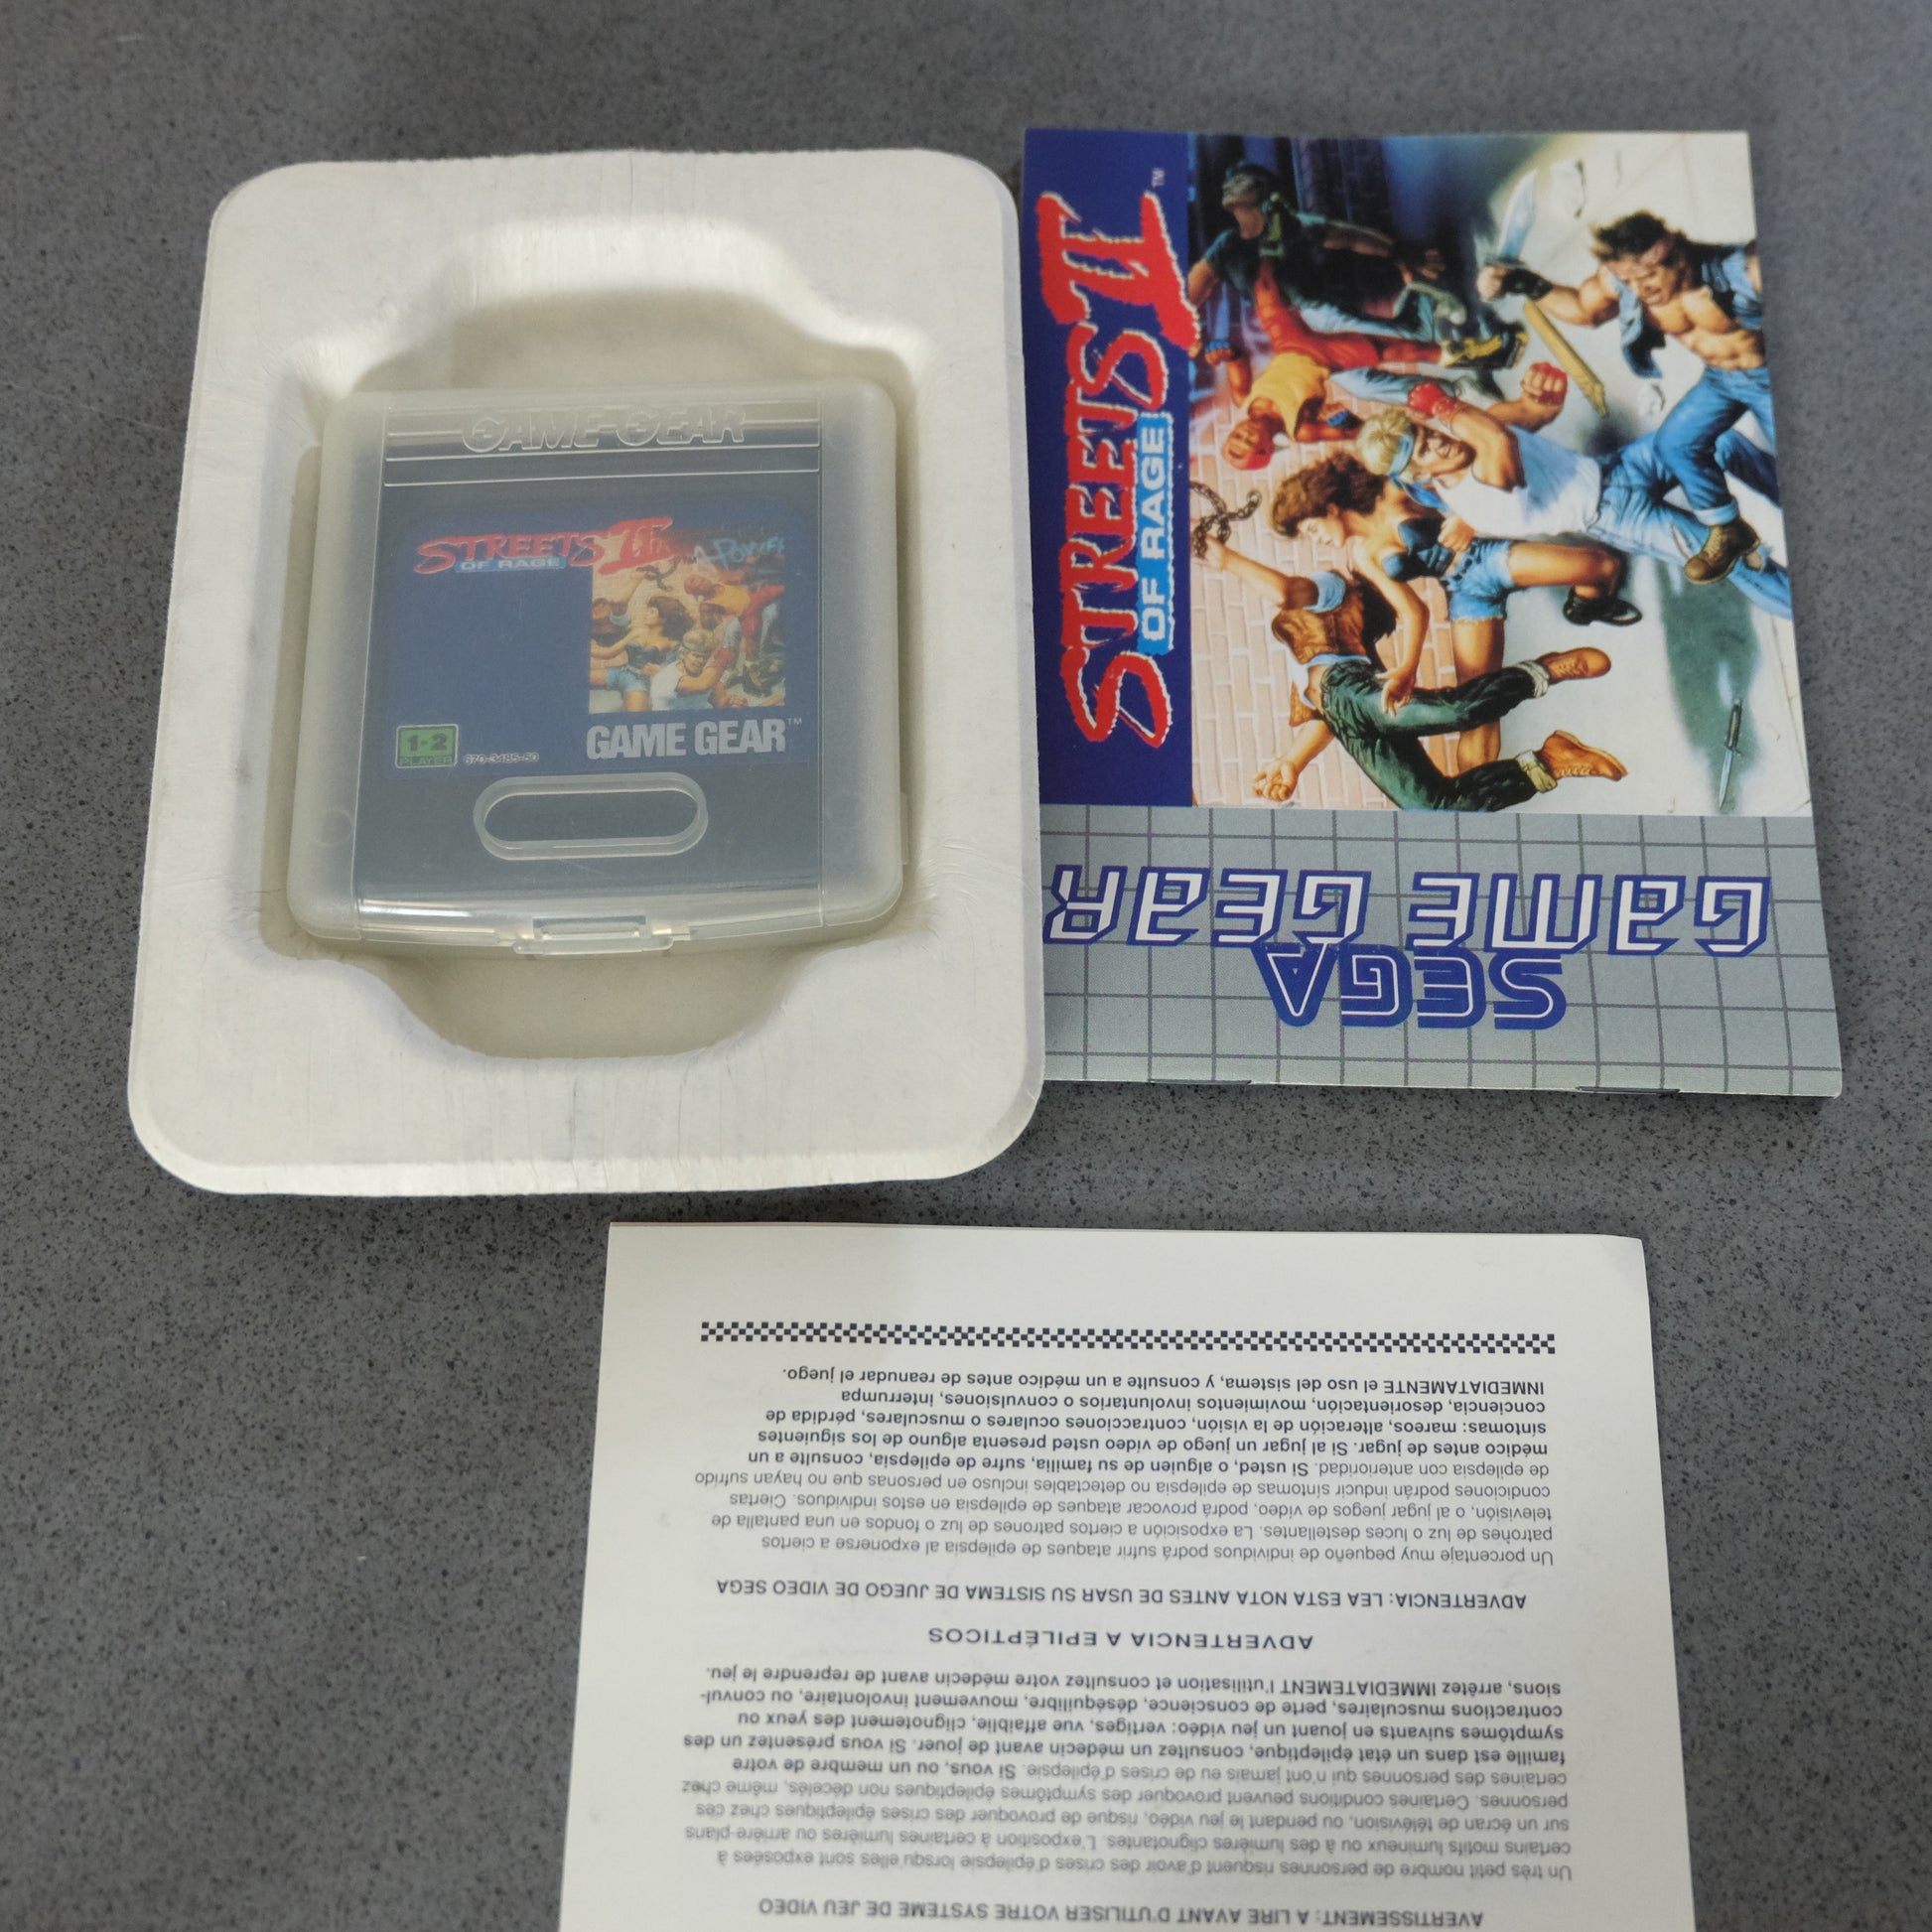 GAME GEAR
STREETS II
OF RAGE
1-2
PLAYER
670-3485-50
GAME GEAR™
STREETS II™
OF RAGE
SEGA
GAME GEAR
AVERTISSEMENT: A LIRE AVANT D'UTILISER VOTRE SYSTEME DE JEU VIDEO
Un très petit nombre de personnes risquent d'avoir des crises d'épilepsie lorsqu'elles sont exposées à
certains motifs lumineux ou à des lumières clignotantes. L'exposition à certaines lumières ou arrière-plans
sur un écran de télévision, ou pendant le jeu vidéo, risque de provoquer des crises épileptiques chez ces
personnes. Certaines conditions peuvent provoquer des symptômes épileptiques non décelés, même chez
certaines des personnes qui n'ont jamais eu de crises d'épilepsie. Si vous, ou un membre de votre
famille est dans un état épileptique, consultez un médecin avant de jouer. Si vous présentez un des
symptômes suivants en jouant un jeu vidéo: vertiges, vue affaiblie, clignotement des yeux ou
contractions musculaires, perte de conscience, déséquilibre, mouvement involontaire, ou convul-
sions, arrêtez IMMEDIATEMENT l'utilisation et consultez votre médecin avant de reprendre le jeu.
ADVERTENCIA A EPILÉPTICOS
ADVERTENCIA: LEA ESTA NOTA ANTES DE USAR SU SISTEMA DE JUEGO DE VIDEO SEGA
Un porcentaje muy pequeño de individuos podrá sufrir ataques de epilepsia al exponerse a ciertos
patroñes de luz o luces destellantes. La exposición a ciertos patrones de luz o fondos en una pantalla de
televisión, o al jugar juegos de vídeo, podrá provocar ataques de epilepsia en estos individuos. Ciertas
condiciones podrán inducir síntomas de epilepsia no detectables incluso en personas que no hayan sufrido
de epilepsia con anterioridad. Si usted, o alguien de su familia, sufre de epilepsia, consulte a un
médico antes de jugar. Si al jugar un juego de video usted presenta alguno de los siguientes
síntomas: mareos, alteración de la visión, contracciones oculares o musculares, pérdida de
conciencia, desorientación, movimientos involuntarios o convulsiones, interrumpa
INMEDIATAMENTE el uso del sistema, y consulte a un médico antes de reanudar el juego.